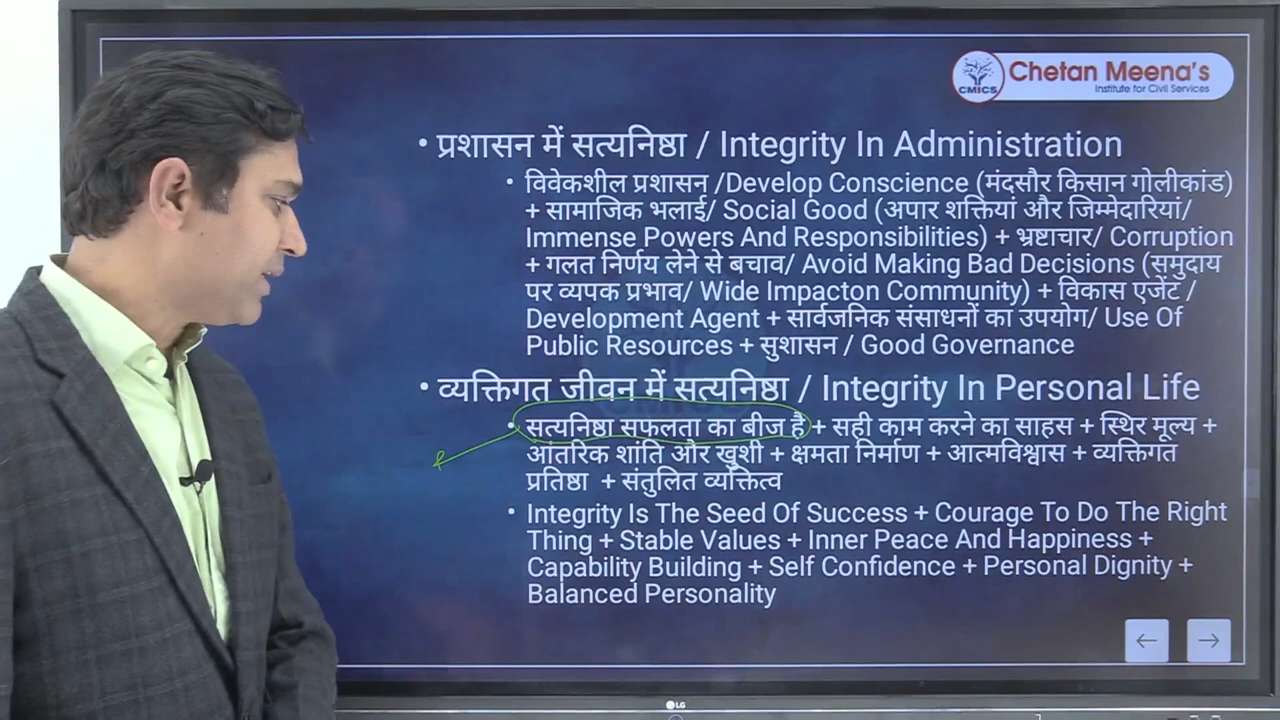 CMICS
Chetan Meena's
Institute for Civil Services
• प्रशासन में सत्यनिष्ठा / Integrity In Administration
• विवेकशील प्रशासन /Develop Conscience (मंदसौर किसान गोलीकांड)
+ सामाजिक भलाई/ Social Good (अपार शक्तियां और जिम्मेदारियां/
Immense Powers And Responsibilities) + भ्रष्टाचार/ Corruption
+ गलत निर्णय लेने से बचाव/ Avoid Making Bad Decisions (समुदाय
पर व्यापक प्रभाव/ Wide Impacton Community) + विकास एजेंट /
Development Agent + सार्वजनिक संसाधनों का उपयोग/ Use Of
Public Resources + सुशासन / Good Governance
• व्यक्तिगत जीवन में सत्यनिष्ठा / Integrity In Personal Life
• सत्यनिष्ठा सफलता का बीज है + सही काम करने का साहस + स्थिर मूल्य +
आंतरिक शांति और खुशी + क्षमता निर्माण + आत्मविश्वास + व्यक्तिगत
प्रतिष्ठा + संतुलित व्यक्तित्व
• Integrity Is The Seed Of Success + Courage To Do The Right
Thing + Stable Values + Inner Peace And Happiness +
Capability Building + Self Confidence + Personal Dignity +
Balanced Personality
LG